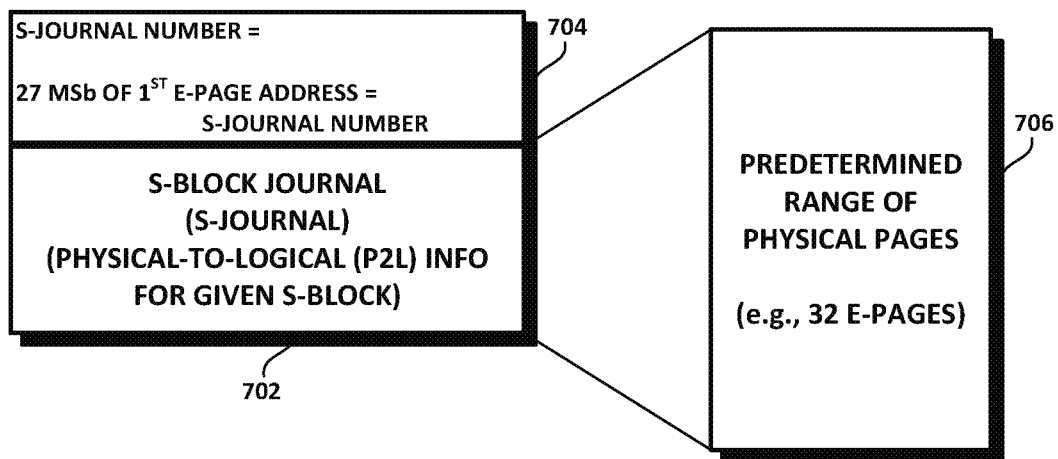 S-JOURNAL NUMBER =
27 MSb OF 1ST E-PAGE ADDRESS =
S-JOURNAL NUMBER
704
S-BLOCK JOURNAL
(S-JOURNAL)
(PHYSICAL-TO-LOGICAL (P2L) INFO
FOR GIVEN S-BLOCK)
702
PREDETERMINED
RANGE OF
PHYSICAL PAGES
(e.g., 32 E-PAGES)
706